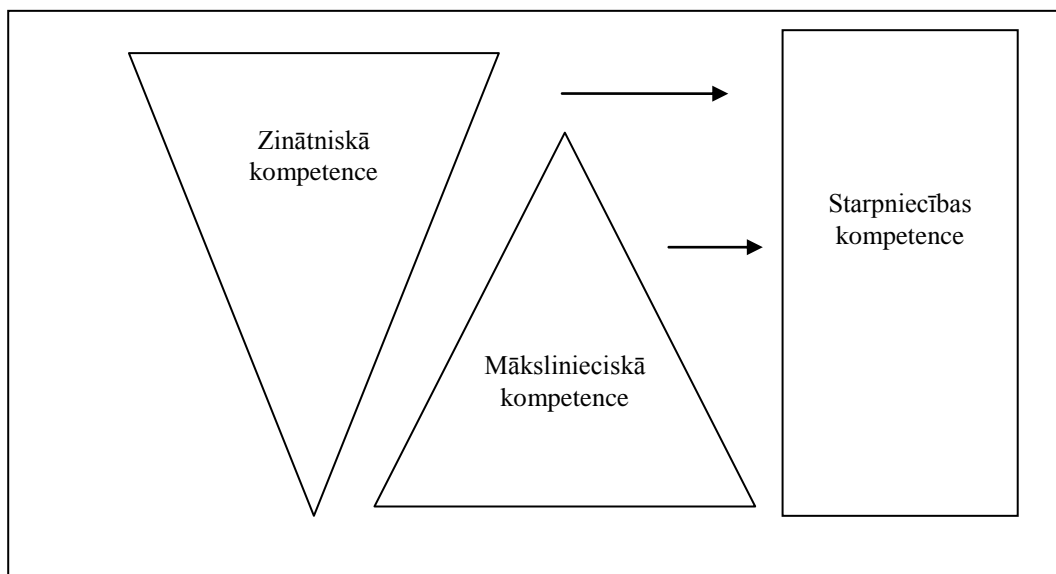 Zinātniskā
kompetence
Starpniecības
kompetence
Mākslinieciskā
kompetence